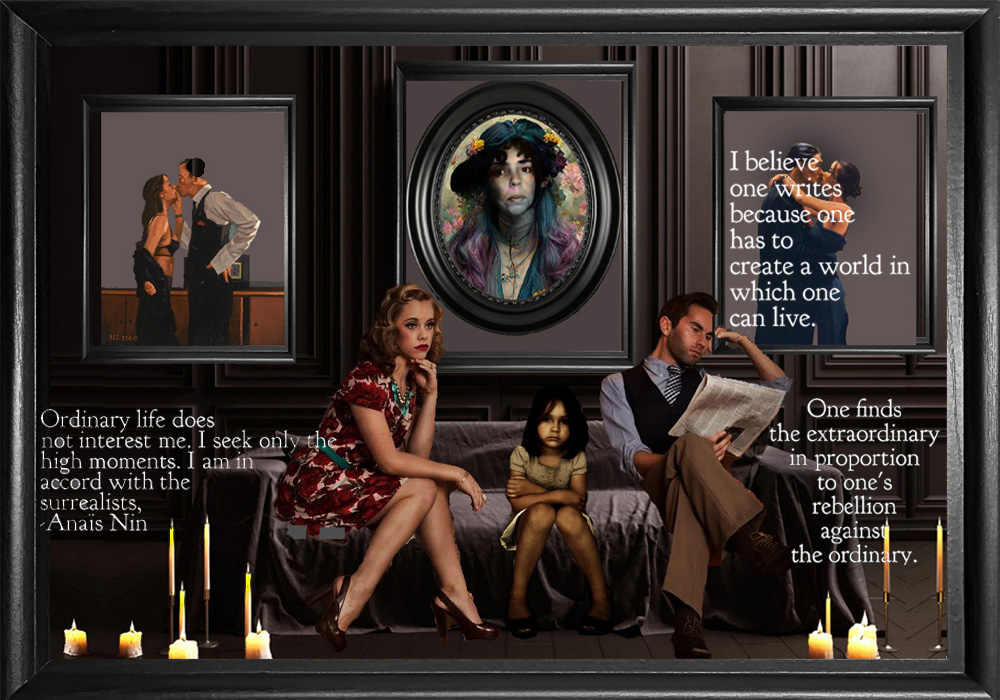 I believe
one writes
because one
has to
create a world in
which one
can live.
Ordinary life does
not interest me. I seek only the
high moments. I am in
accord with the
surrealists,
-Anaïs Nin
One finds
the extraordinary
in proportion
to one's
rebellion
against
the ordinary.